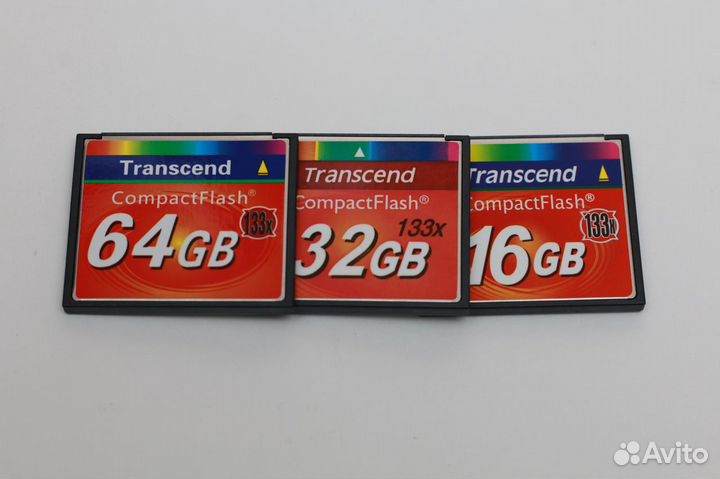 Transcend
CompactFlash®
133x
64GB
Transcend
CompactFlash®
133x
32GB
Transcend
CompactFlash®
133x
16GB
Avito